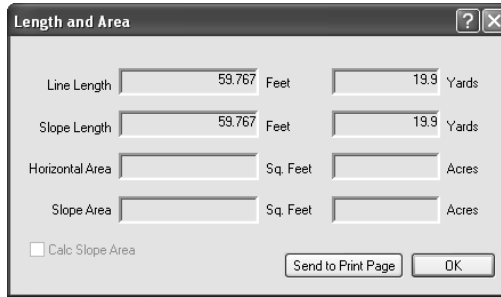 Length and Area
Line Length 59.767 Feet 19.9 Yards
Slope Length 59.767 Feet 19.9 Yards
Horizontal Area Sq. Feet Acres
Slope Area Sq. Feet Acres
Calc Slope Area
Send to Print Page OK